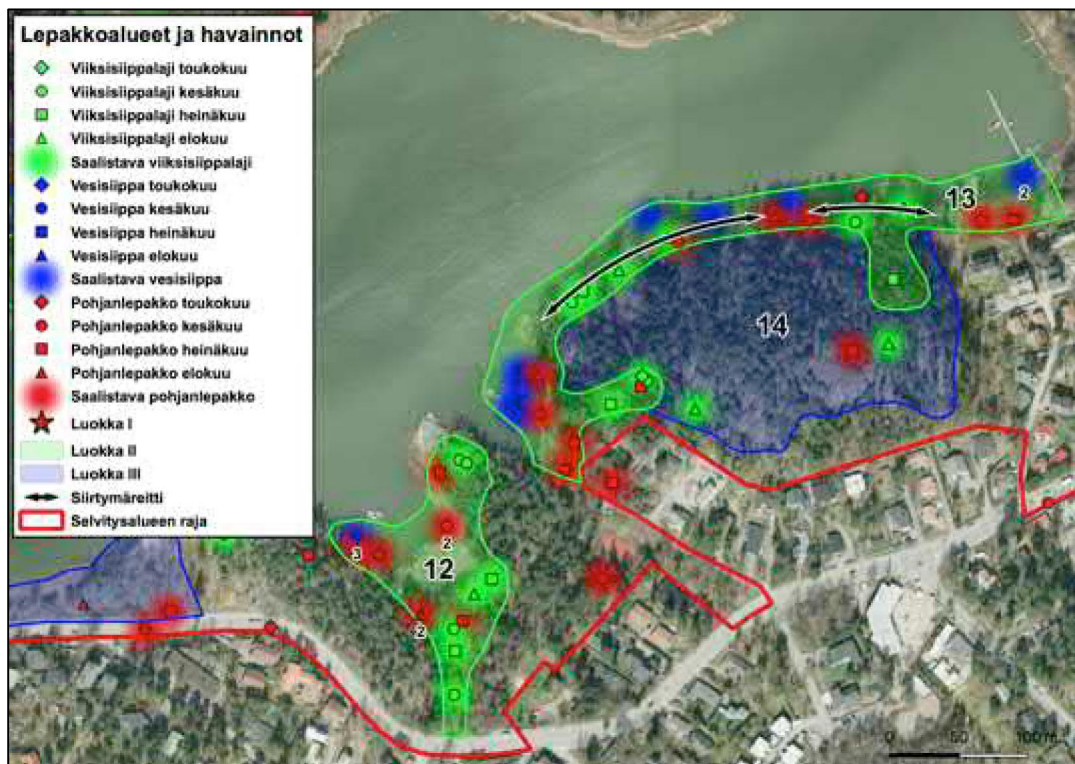 Lepakkoalueet ja havainnot
Viiksisiippalaji toukokuu
Viiksisiippalaji kesäkuu
Viiksisiippalaji heinäkuu
Viiksisiippalaji elokuu
Saalistava viiksisiippalaji
Vesisiippa toukokuu
Vesisiippa kesäkuu
Vesisiippa heinäkuu
Vesisiippa elokuu
Saalistava vesisiippa
Pohjanlepakko toukokuu
Pohjanlepakko kesäkuu
Pohjanlepakko heinäkuu
Pohjanlepakko elokuu
Saalistava pohjanlepakko
Luokka I
Luokka II
Luokka III
Siirtymäreitti
Selvitysalueen raja
13
2
14
2
3
12
2
0 50 100 m